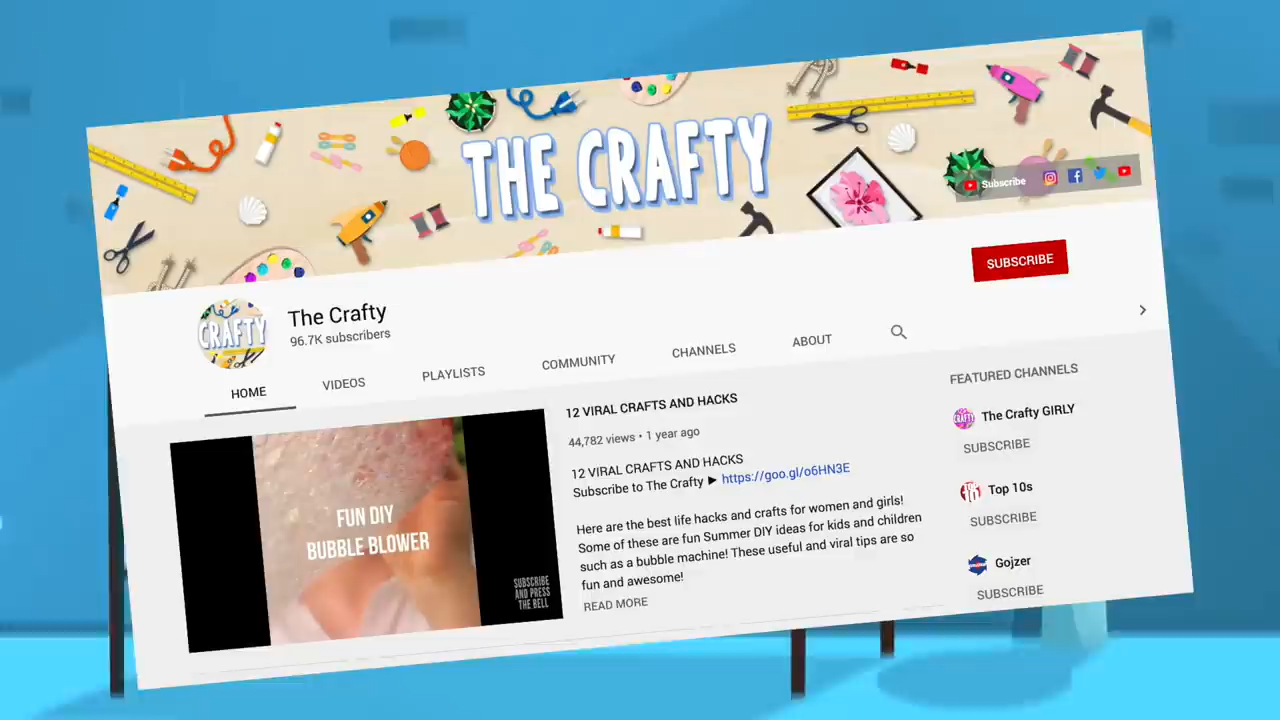 THE CRAFTY
Subscribe
SUBSCRIBE
CRAFTY
The Crafty
96.7K subscribers
HOME
VIDEOS
PLAYLISTS
COMMUNITY
CHANNELS
ABOUT
FUN DIY
BUBBLE BLOWER
SUBSCRIBE
AND PRESS
THE BELL
12 VIRAL CRAFTS AND HACKS
44,782 views • 1 year ago
12 VIRAL CRAFTS AND HACKS
Subscribe to The Crafty ► https://goo.gl/o6HN3E
Here are the best life hacks and crafts for women and girls!
Some of these are fun Summer DIY ideas for kids and children
such as a bubble machine! These useful and viral tips are so
fun and awesome!
READ MORE
FEATURED CHANNELS
The Crafty GIRLY
SUBSCRIBE
Top 10s
SUBSCRIBE
Gojzer
SUBSCRIBE